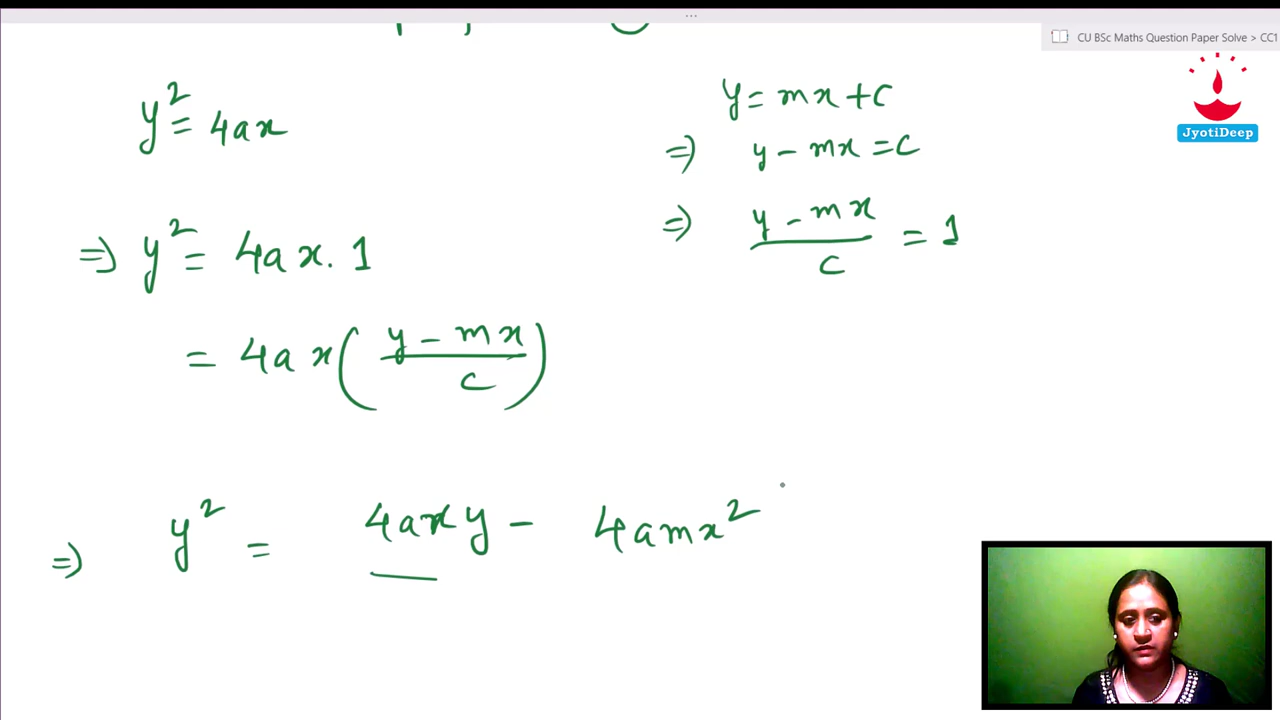 CU BSc Maths Question Paper Solve > CC1
JyotiDeep
y² = 4ax
⇒ y² = 4ax. 1
= 4ax(y - mx / c)
⇒ y² = 4axy - 4amx²
y = mx + c
⇒ y - mx = c
⇒ y - mx / c = 1